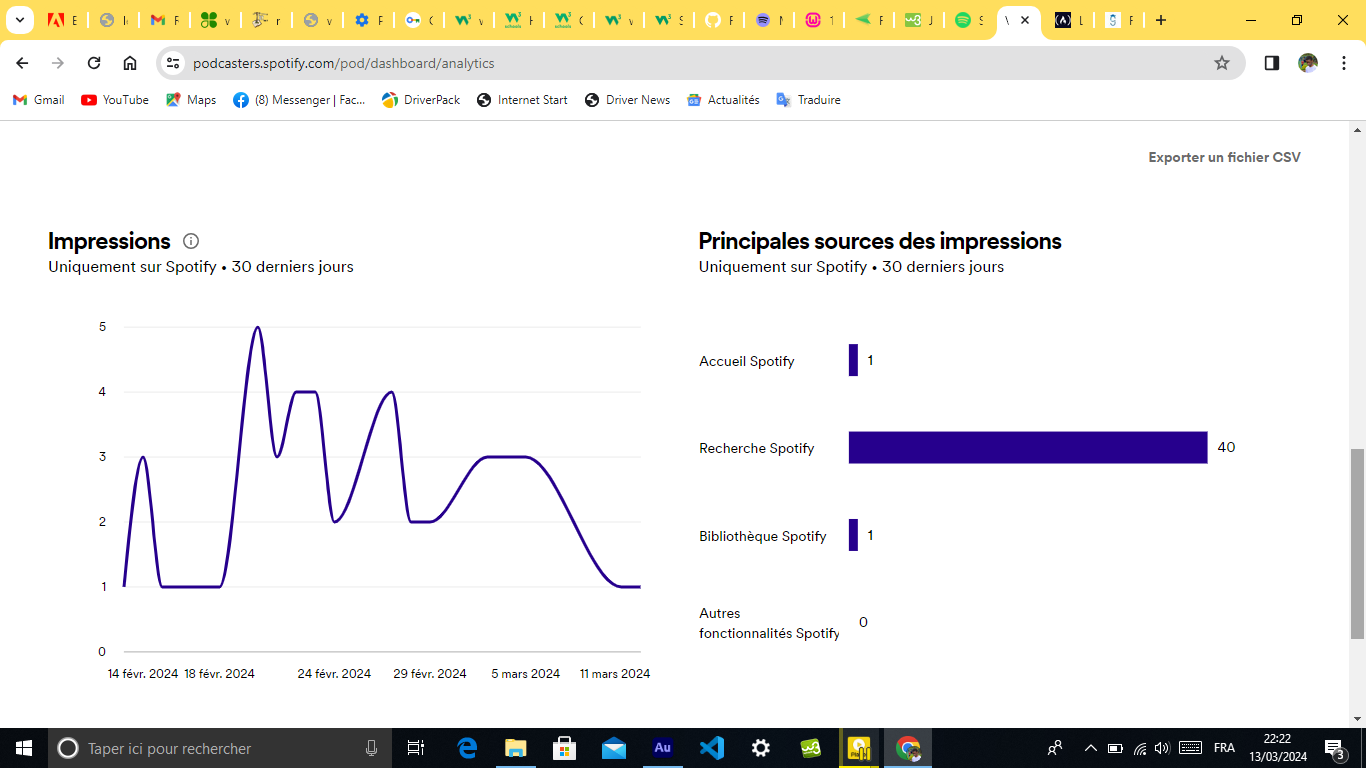 podcasters.spotify.com/pod/dashboard/analytics
Gmail
YouTube
Maps
(8) Messenger | Fac...
DriverPack
Internet Start
Driver News
Actualités
Traduire
Exporter un fichier CSV
Impressions
Uniquement sur Spotify • 30 derniers jours
5
4
3
2
1
0
14 févr. 2024 18 févr. 2024 24 févr. 2024 29 févr. 2024 5 mars 2024 11 mars 2024
Principales sources des impressions
Uniquement sur Spotify • 30 derniers jours
Accueil Spotify 1
Recherche Spotify 40
Bibliothèque Spotify 1
Autres
fonctionnalités Spotify 0
Taper ici pour rechercher
Au
FRA
22:22
13/03/2024
3